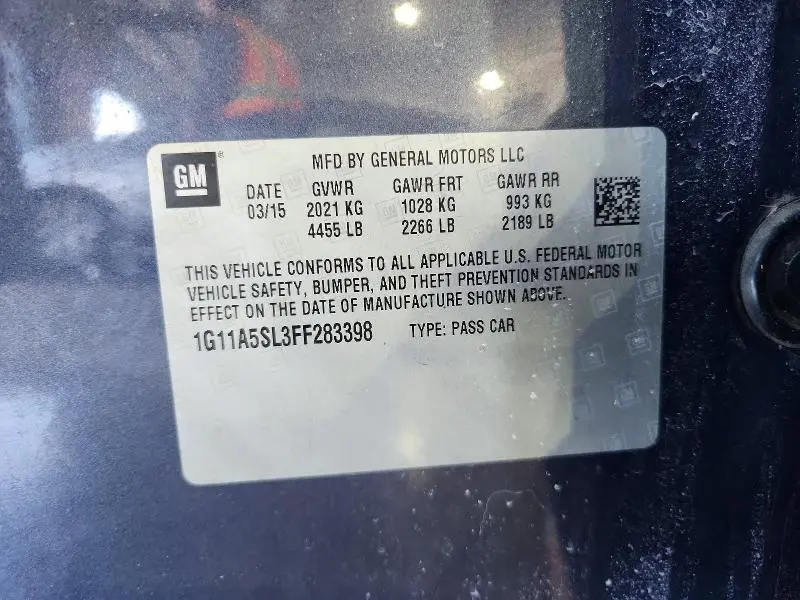 GM ®
MFD BY GENERAL MOTORS LLC
DATE GVWR GAWR FRT GAWR RR
03/15 2021 KG 1028 KG 993 KG
4455 LB 2266 LB 2189 LB
THIS VEHICLE CONFORMS TO ALL APPLICABLE U.S. FEDERAL MOTOR
VEHICLE SAFETY, BUMPER, AND THEFT PREVENTION STANDARDS IN
EFFECT ON THE DATE OF MANUFACTURE SHOWN ABOVE.
1G11A5SL3FF283398 TYPE: PASS CAR